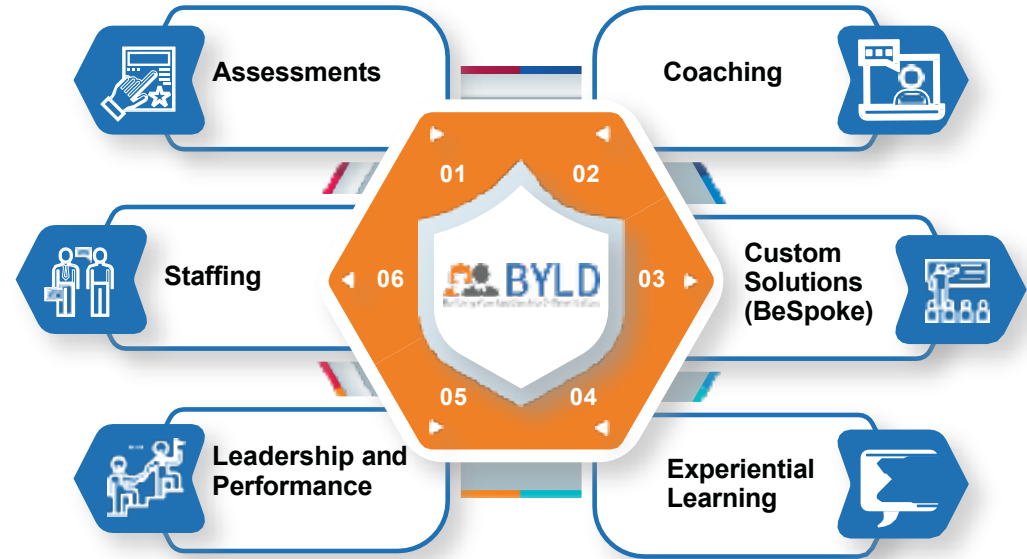 Assessments
Coaching
01
02
Staffing
06
BYLD
03
Custom
Solutions
(BeSpoke)
05
04
Leadership and
Performance
Experiential
Learning